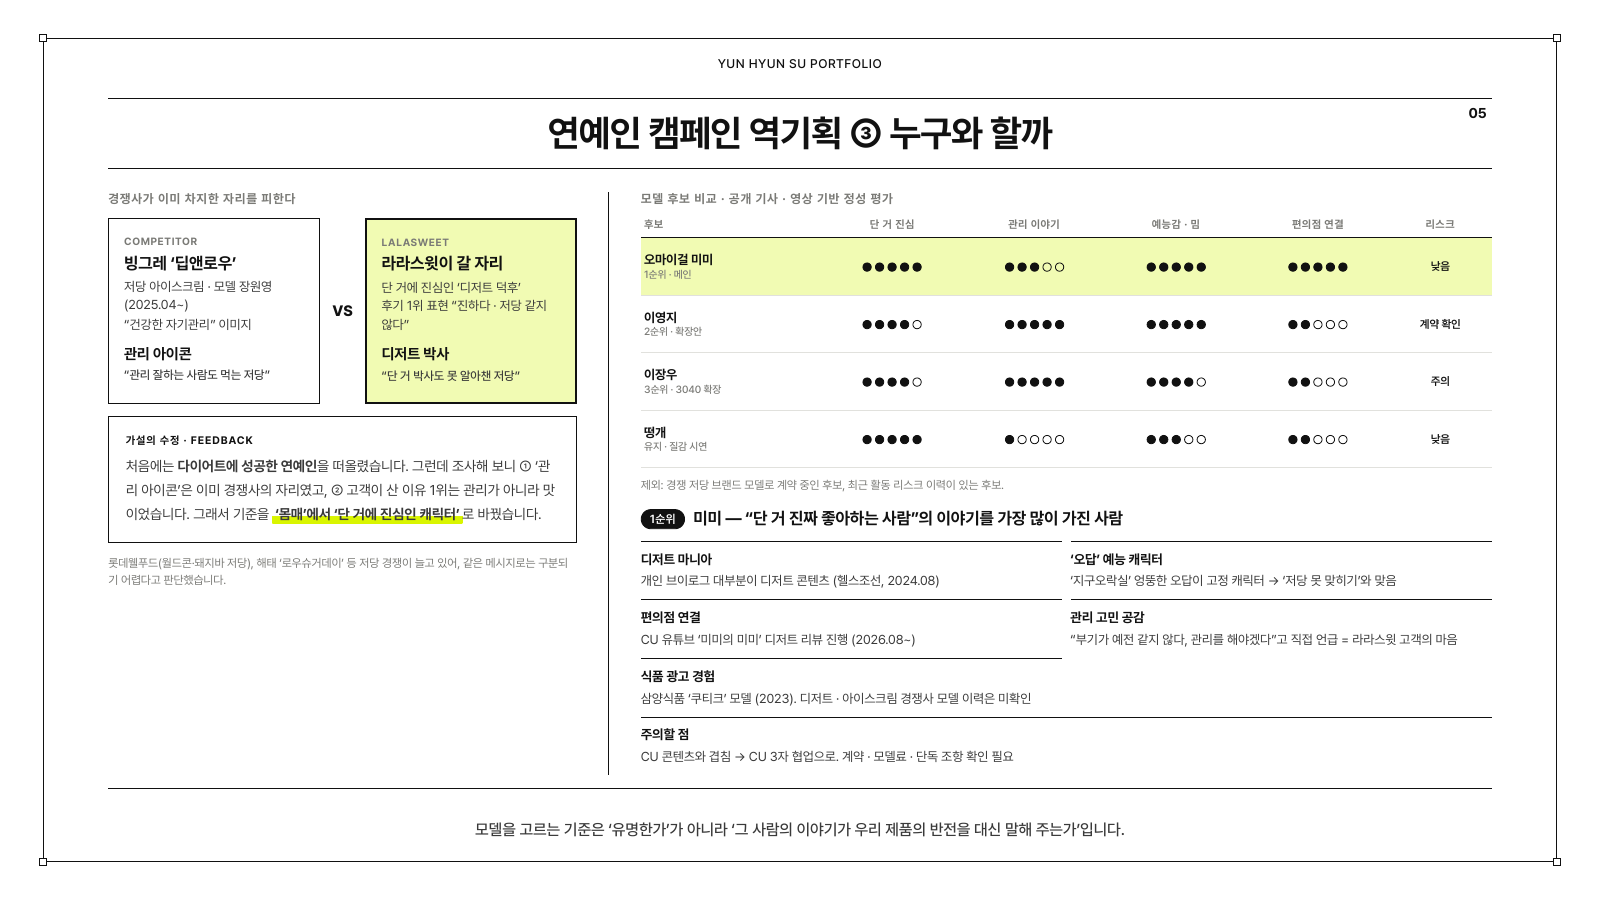 YUN HYUN SU PORTFOLIO
05
연예인 캠페인 역기획 ③ 누구와 할까
경쟁사가 이미 차지한 자리를 피한다
COMPETITOR
빙그레 ‘딥앤로우’
저당 아이스크림 · 모델 장원영
(2025.04~)
“건강한 자기관리” 이미지
관리 아이콘
“관리 잘하는 사람도 먹는 저당”
VS
LALASWEET
라라스윗이 갈 자리
단 거에 진심인 ‘디저트 덕후’
후기 1위 표현 “진하다 · 저당 같지
않다”
디저트 박사
“단 거 박사도 못 알아챈 저당”
가설의 수정 · FEEDBACK
처음에는 다이어트에 성공한 연예인을 떠올렸습니다. 그런데 조사해 보니 ① ‘관
리 아이콘’은 이미 경쟁사의 자리였고, ② 고객이 산 이유 1위는 관리가 아니라 맛
이었습니다. 그래서 기준을 ‘몸매’에서 ‘단 거에 진심인 캐릭터’로 바꿨습니다.
롯데웰푸드(월드콘·돼지바 저당), 해태 ‘로우슈거데이’ 등 저당 경쟁이 늘고 있어, 같은 메시지로는 구분되
기 어렵다고 판단했습니다.
모델 후보 비교 · 공개 기사 · 영상 기반 정성 평가
후보 단 거 진심 관리 이야기 예능감 · 밈 편의점 연결 리스크
오마이걸 미미 ●●●●● ●●●○○ ●●●●● ●●●●● 낮음
1순위 · 메인
이영지 ●●●●○ ●●●●● ●●●●● ●●○○○ 계약 확인
2순위 · 확장안
이장우 ●●●●○ ●●●●● ●●●●○ ●●○○○ 주의
3순위 · 3040 확장
떵개 ●●●●● ●○○○○ ●●●○○ ●●○○○ 낮음
유지 · 질감 시연
제외: 경쟁 저당 브랜드 모델로 계약 중인 후보, 최근 활동 리스크 이력이 있는 후보.
1순위 미미 — “단 거 진짜 좋아하는 사람”의 이야기를 가장 많이 가진 사람
디저트 마니아
개인 브이로그 대부분이 디저트 콘텐츠 (헬스조선, 2024.08)
‘오답’ 예능 캐릭터
‘지구오락실’ 엉뚱한 오답이 고정 캐릭터 → ‘저당 못 맞히기’와 맞음
편의점 연결
CU 유튜브 ‘미미의 미미’ 디저트 리뷰 진행 (2026.08~)
관리 고민 공감
“부기가 예전 같지 않다, 관리를 해야겠다”고 직접 언급 = 라라스윗 고객의 마음
식품 광고 경험
삼양식품 ‘쿠티크’ 모델 (2023). 디저트 · 아이스크림 경쟁사 모델 이력은 미확인
주의할 점
CU 콘텐츠와 겹침 → CU 3자 협업으로. 계약 · 모델료 · 단독 조항 확인 필요
모델을 고르는 기준은 ‘유명한가’가 아니라 ‘그 사람의 이야기가 우리 제품의 반전을 대신 말해 주는가’입니다.